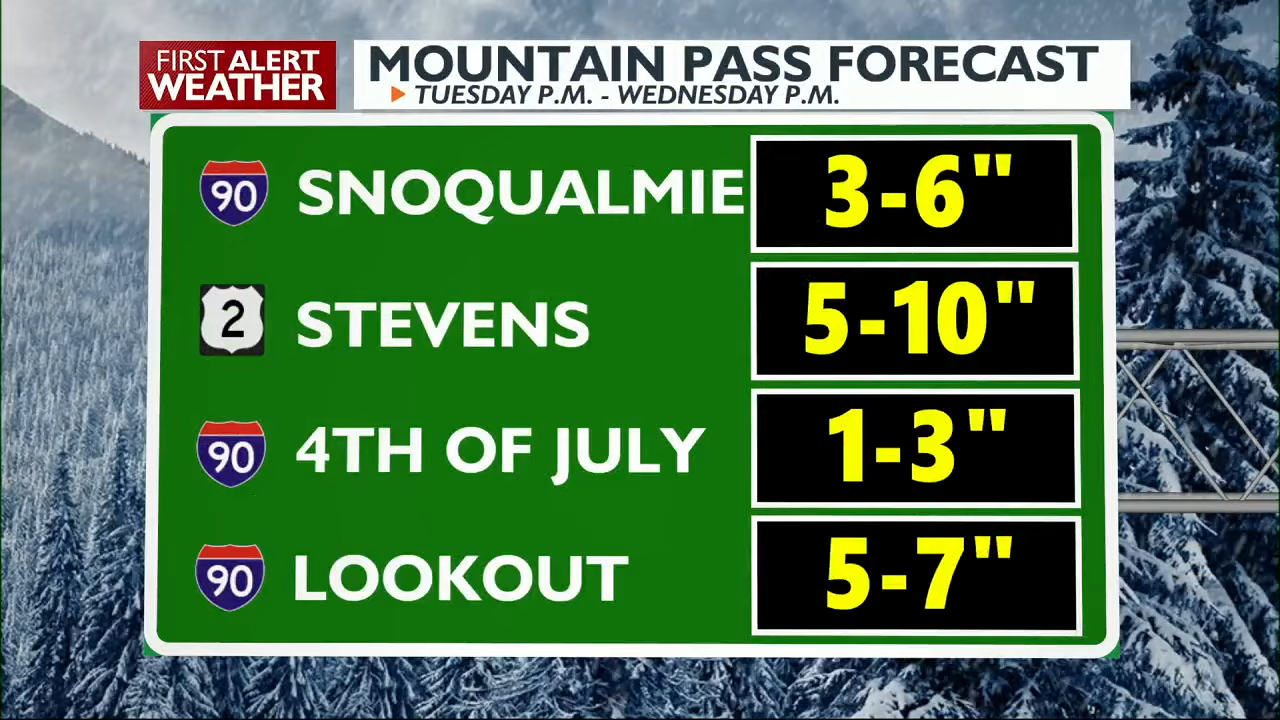 FIRST ALERT
WEATHER
MOUNTAIN PASS FORECAST
TUESDAY P.M. - WEDNESDAY P.M.
90 SNOQUALMIE 3-6"
2 STEVENS 5-10"
90 4TH OF JULY 1-3"
90 LOOKOUT 5-7"